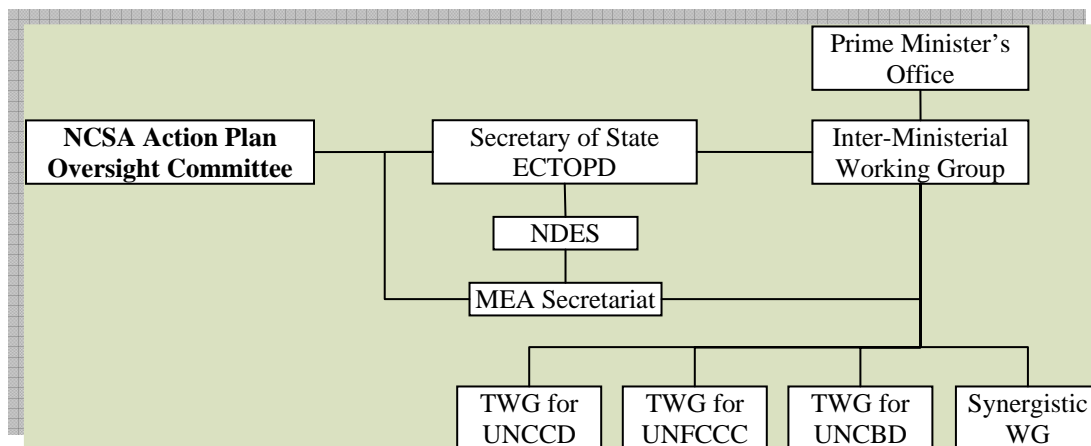 Prime Minister's
Office
NCSA Action Plan
Oversight Committee
Secretary of State
ECTOPD
Inter-Ministerial
Working Group
NDES
MEA Secretariat
TWG for
UNCCD
TWG for
UNFCCC
TWG for
UNCBD
Synergistic
WG